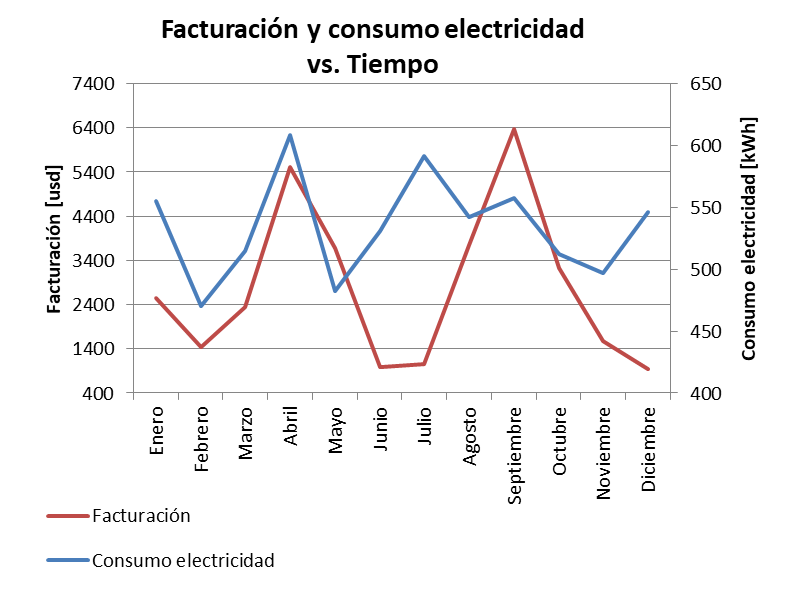 Facturación y consumo electricidad
vs. Tiempo
7400
6400
5400
4400
3400
2400
1400
400
Facturación [usd]
650
600
550
500
450
400
Consumo electricidad [kWh]
Enero
Febrero
Marzo
Abril
Mayo
Junio
Julio
Agosto
Septiembre
Octubre
Noviembre
Diciembre
Facturación
Consumo electricidad